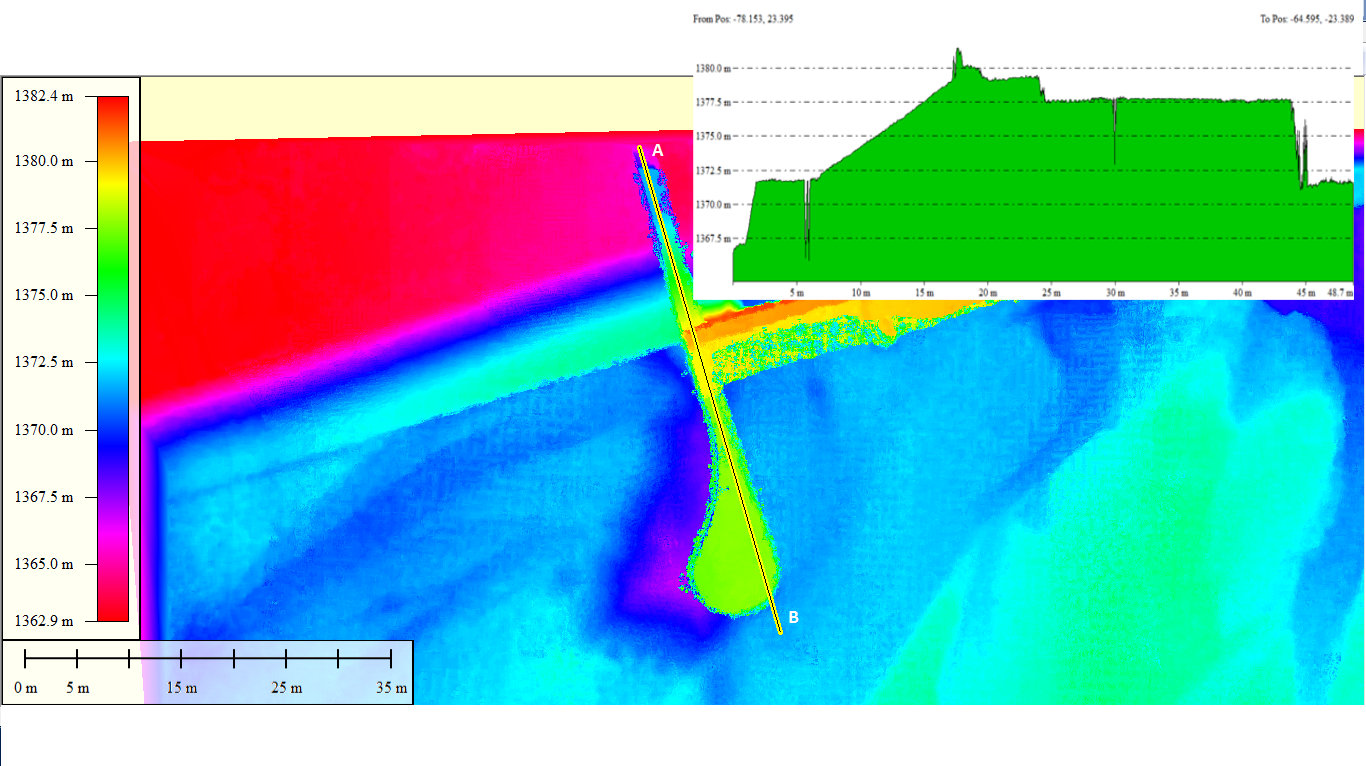 From Pos: -78.153, 23.395
To Pos: -64.595, -23.389
1380.0 m
1377.5 m
1375.0 m
1372.5 m
1370.0 m
1367.5 m
5 m 10 m 15 m 20 m 25 m 30 m 35 m 40 m 45 m 48.7 m
1382.4 m
1380.0 m
1377.5 m
1375.0 m
1372.5 m
1370.0 m
1367.5 m
1365.0 m
1362.9 m
A
B
0 m 5 m 15 m 25 m 35 m